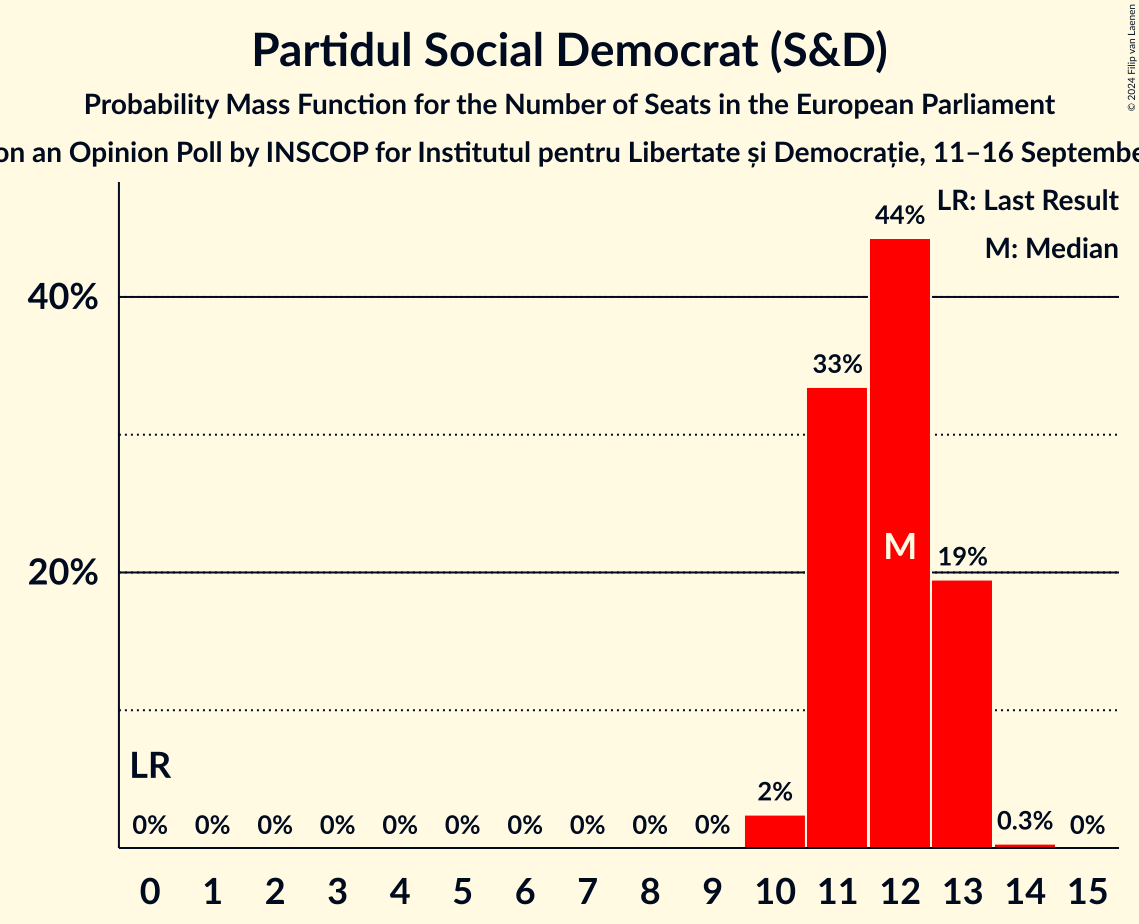 Partidul Social Democrat (S&D)
Probability Mass Function for the Number of Seats in the European Parliament
on an Opinion Poll by INSCOP for Institutul pentru Libertate și Democrație, 11–16
© 2024 Filip van Laenen
LR: Last Result
M: Median
40%
20%
44%
33%
M
19%
LR
0% 0% 0% 0% 0% 0% 0% 0% 0% 0% 2% 0.3% 0%
0 1 2 3 4 5 6 7 8 9 10 11 12 13 14 15